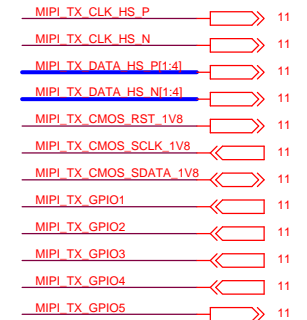 MIPI_TX_CLK_HS_P 11
MIPI_TX_CLK_HS_N 11
MIPI_TX_DATA_HS_P[1:4] 11
MIPI_TX_DATA_HS_N[1:4] 11
MIPI_TX_CMOS_RST_1V8 11
MIPI_TX_CMOS_SCLK_1V8 11
MIPI_TX_CMOS_SDATA_1V8 11
MIPI_TX_GPIO1 11
MIPI_TX_GPIO2 11
MIPI_TX_GPIO3 11
MIPI_TX_GPIO4 11
MIPI_TX_GPIO5 11